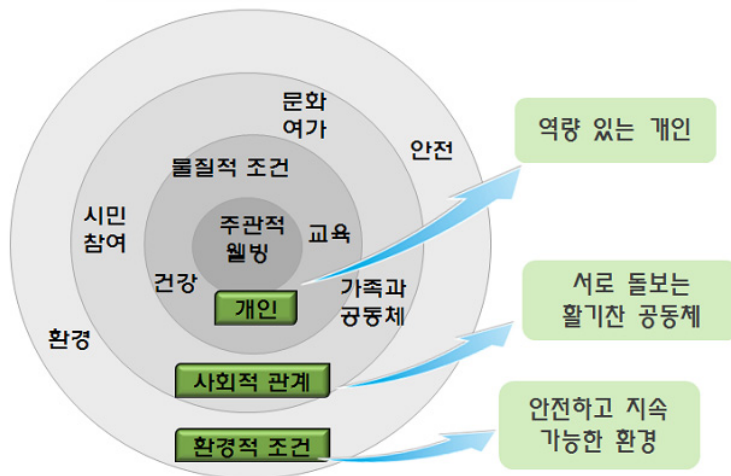 문화
여가
안전
역량 있는 개인
물질적 조건
시민
참여
주관적
웰빙
교육
건강
개인
가족과
공동체
서로 돌보는
활기찬 공동체
환경
사회적 관계
환경적 조건
안전하고 지속
가능한 환경